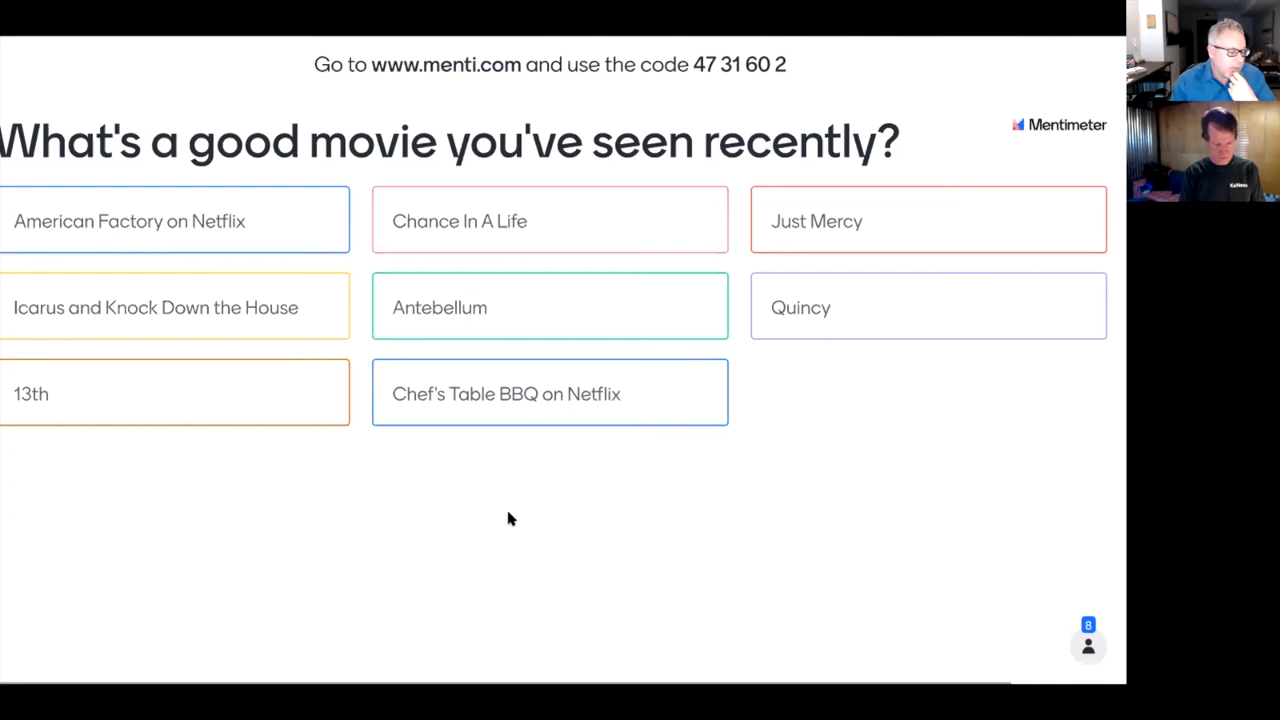 Go to www.menti.com and use the code 47 31 60 2
What's a good movie you've seen recently?
Mentimeter
American Factory on Netflix
Chance In A Life
Just Mercy
Icarus and Knock Down the House
Antebellum
Quincy
13th
Chef's Table BBQ on Netflix
8